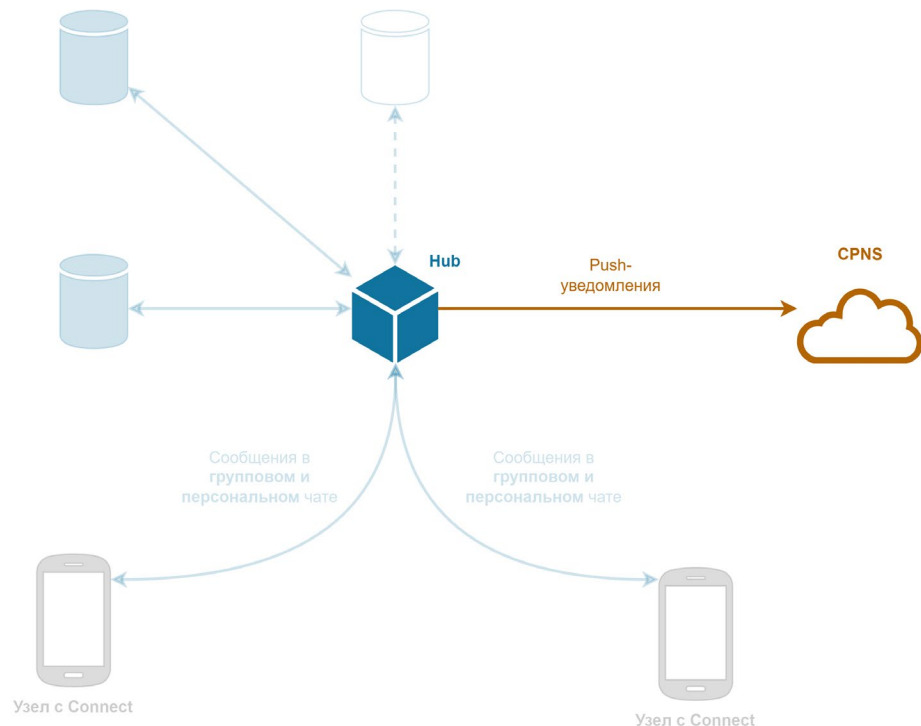 Hub
CPNS
Push-
уведомления
Сообщения в
групповом и
персональном чате
Сообщения в
групповом и
персональном чате
Узел с Connect
Узел с Connect